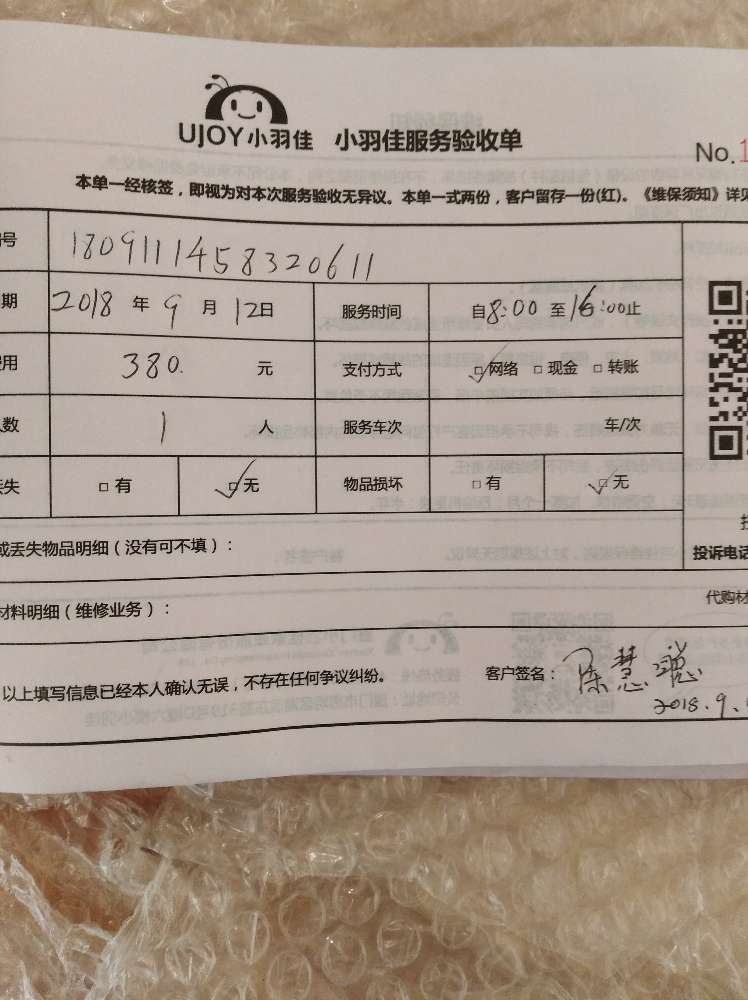 UJOY小羽佳 小羽佳服务验收单
No.1
本单一经核签，即视为对本次服务验收无异议。本单一式两份，客户留存一份(红)。《维保须知》详见
号 1809111458320611
期 2018 年 9 月 12日 服务时间 自8:00 至16:00止
用 380. 元 支付方式 网络 现金 转账
数 1 人 服务车次 车/次
失 有 无 物品损坏 有 无
或丢失物品明细（没有可不填）：
投诉电话
材料明细（维修业务）：
代购材
以上填写信息已经本人确认无误，不存在任何争议纠纷。 客户签名：陈慧聪
2018.9.